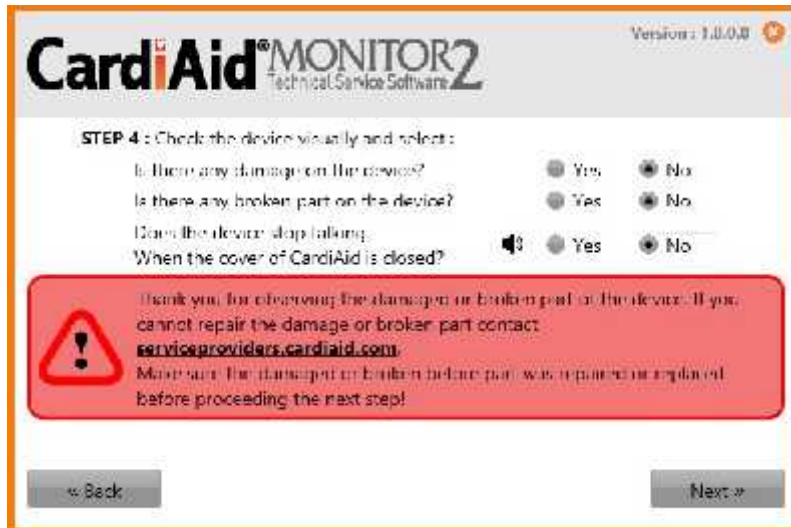 CardiAid® MONITOR2
Technical Service Software
Version : 1.0.0.0
STEP 4 : Check the device visually and select :
Is there any damage on the device? Yes No
Is there any broken part on the device? Yes No
Does the device stop talking
When the cover of CardiAid is closed? Yes No
Thank you for observing the damaged or broken part of the device. If you
cannot repair the damage or broken part contact
serviceproviders.cardiaid.com.
Make sure the damaged or broken before part was repaired or replaced
before proceeding the next step!
« Back
Next »